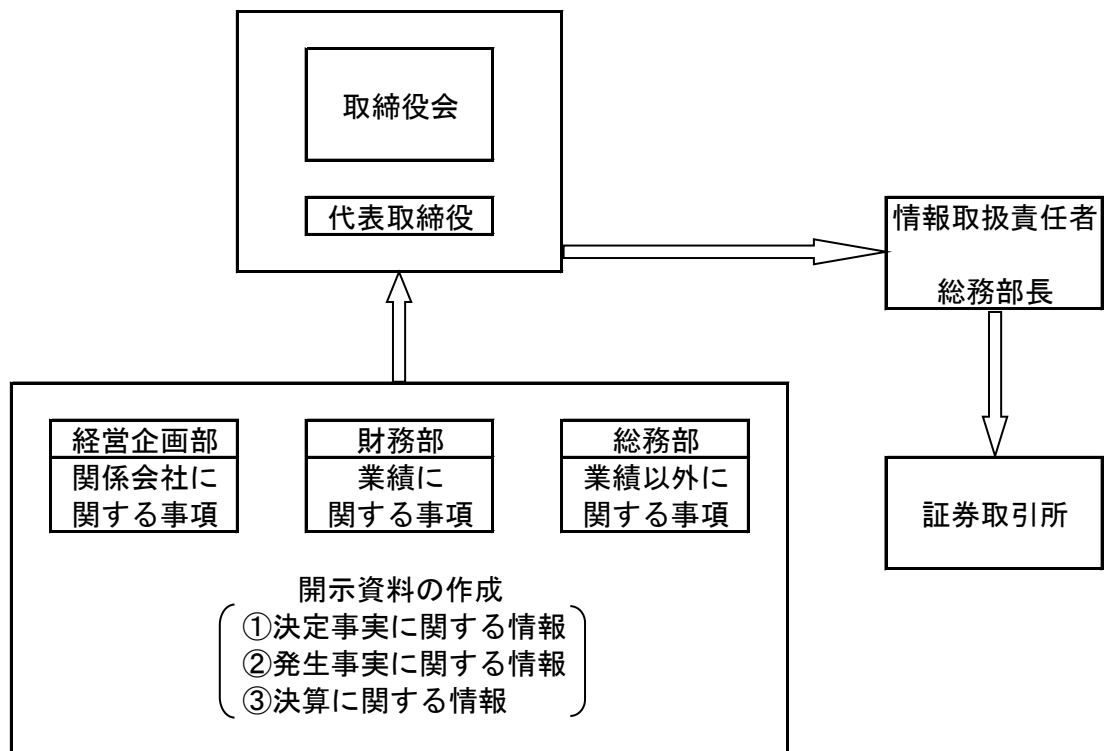 取締役会
代表取締役
情報取扱責任者
総務部長
経営企画部
関係会社に
関する事項
財務部
業績に
関する事項
総務部
業績以外に
関する事項
証券取引所
開示資料の作成
①決定事実に関する情報
②発生事実に関する情報
③決算に関する情報